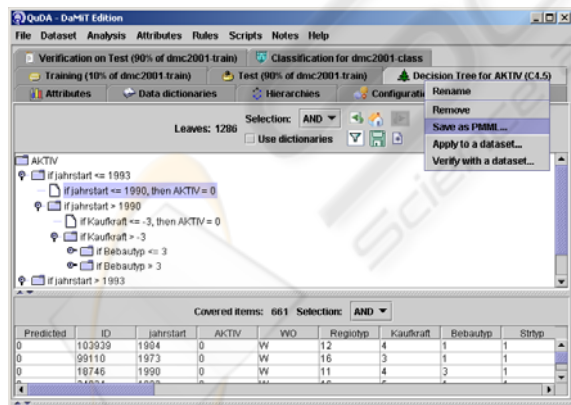 QuDA - DaMiT Edition
File Dataset Analysis Attributes Rules Scripts Notes Help
Verification on Test (90% of dmc2001-train) Classification for dmc2001-class
Training (10% of dmc2001-train) Test (90% of dmc2001-train) Decision Tree for AKTIV (C4.5)
Attributes Data dictionaries Hierarchies
Rename
Remove
Save as PMML...
Apply to a dataset...
Verify with a dataset...
Leaves: 1286 Selection: AND
Use dictionaries
AKTIV
if jahrstart <= 1993
if jahrstart <= 1990, then AKTIV = 0
if jahrstart > 1990
if Kaufkraft <= -3, then AKTIV = 0
if Kaufkraft > -3
if Bebautyp <= 3
if Bebautyp > 3
if jahrstart > 1993
Covered items: 661 Selection: AND
Predicted ID jahrstart AKTIV WO Regiotyp Kaufkraft Bebautyp Strtyp
0 103939 1984 0 W 12 4 1 1
0 99110 1973 0 W 16 3 1 1
0 18746 1990 0 W 11 4 3 1